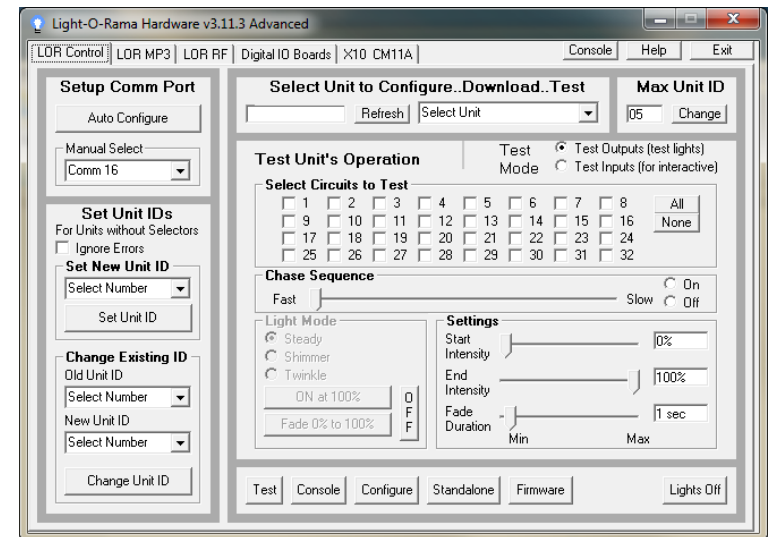 Light-O-Rama Hardware v3.11.3 Advanced
LOR Control LOR MP3 LOR RF Digital IO Boards X10 CM11A Console Help Exit
Setup Comm Port
Auto Configure
Manual Select
Comm 16
Set Unit IDs
For Units without Selectors
Ignore Errors
Set New Unit ID
Select Number
Set Unit ID
Change Existing ID
Old Unit ID
Select Number
New Unit ID
Select Number
Change Unit ID
Select Unit to Configure..Download..Test
Refresh Select Unit
Max Unit ID
05 Change
Test Unit's Operation
Test Mode
Test Outputs (test lights)
Test Inputs (for interactive)
Select Circuits to Test
1 2 3 4 5 6 7 8 All
9 10 11 12 13 14 15 16 None
17 18 19 20 21 22 23 24
25 26 27 28 29 30 31 32
Chase Sequence
Fast Slow
On
Off
Light Mode
Steady
Shimmer
Twinkle
ON at 100%
Fade 0% to 100%
OFF
Settings
Start Intensity 0%
End Intensity 100%
Fade Duration 1 sec
Min Max
Test Console Configure Standalone Firmware Lights Off